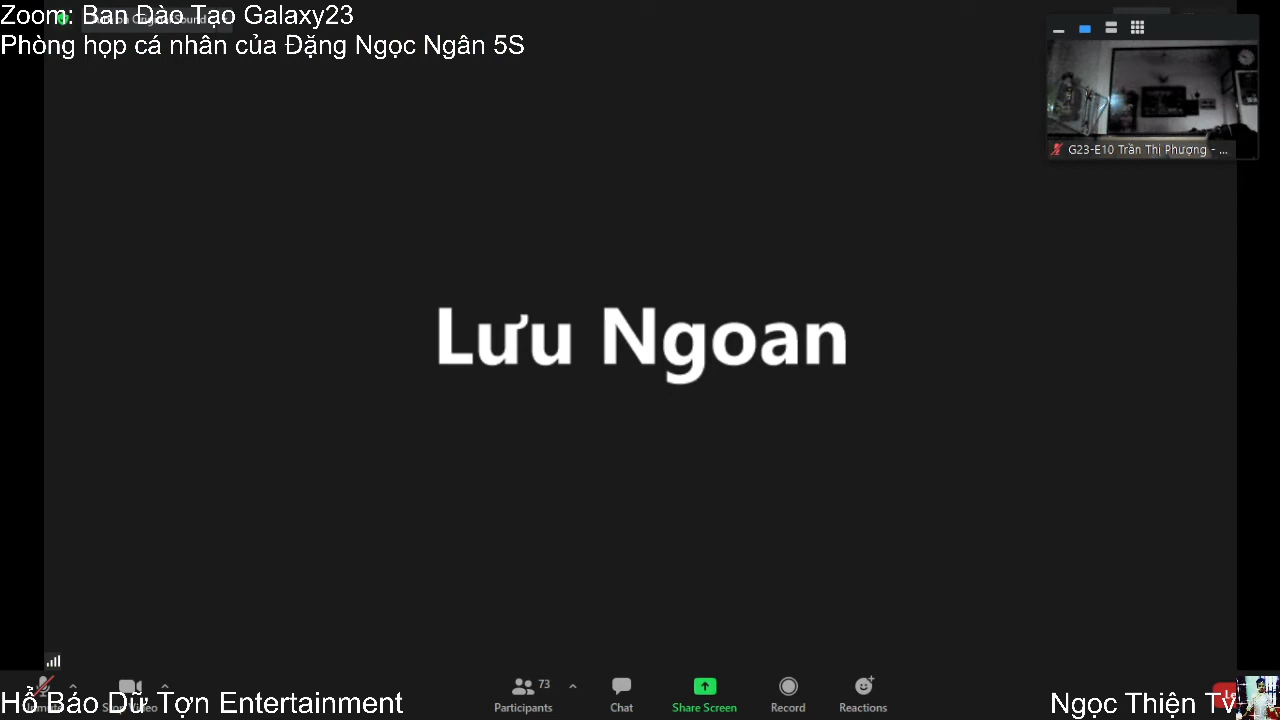 Zoom: Ban Đào Tạo Galaxy23
Phòng họp cá nhân của Đặng Ngọc Ngân 5S
G23-E10 Trần Thị Phượng - ...
Lưu Ngoan
73
Participants
Chat
Share Screen
Record
Reactions
Hổ Báo Dữ Tợn Entertainment
Ngọc Thiện Tv